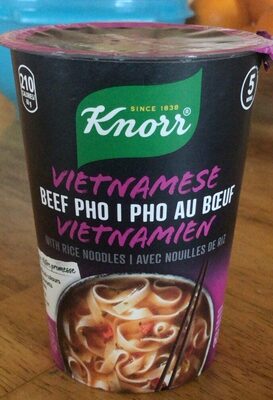 210
5
SINCE 1838
Knorr
VIETNAMESE
BEEF PHO | PHO AU BŒUF
VIETNAMIEN
WITH RICE NOODLES | AVEC NOUILLES DE RIZ